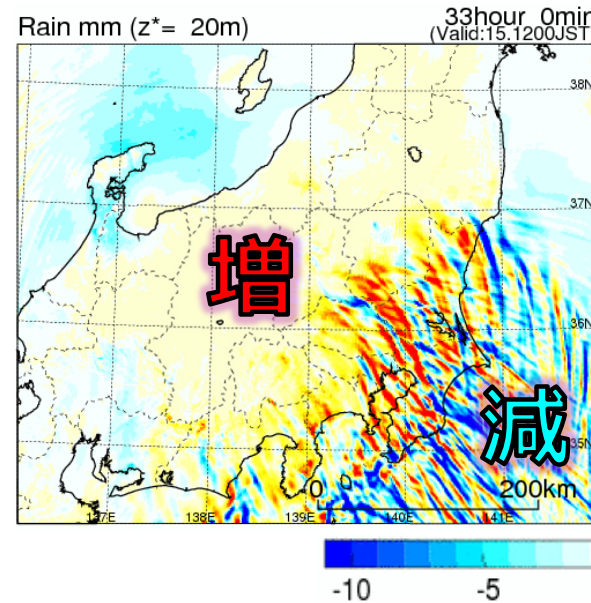 Rain mm (z*= 20m)
33hour 0min
(Valid:15.1200JST
38N
37N
増
36N
減
35N
0 200km
137E 138E 139E 140E 141E
-10 -5